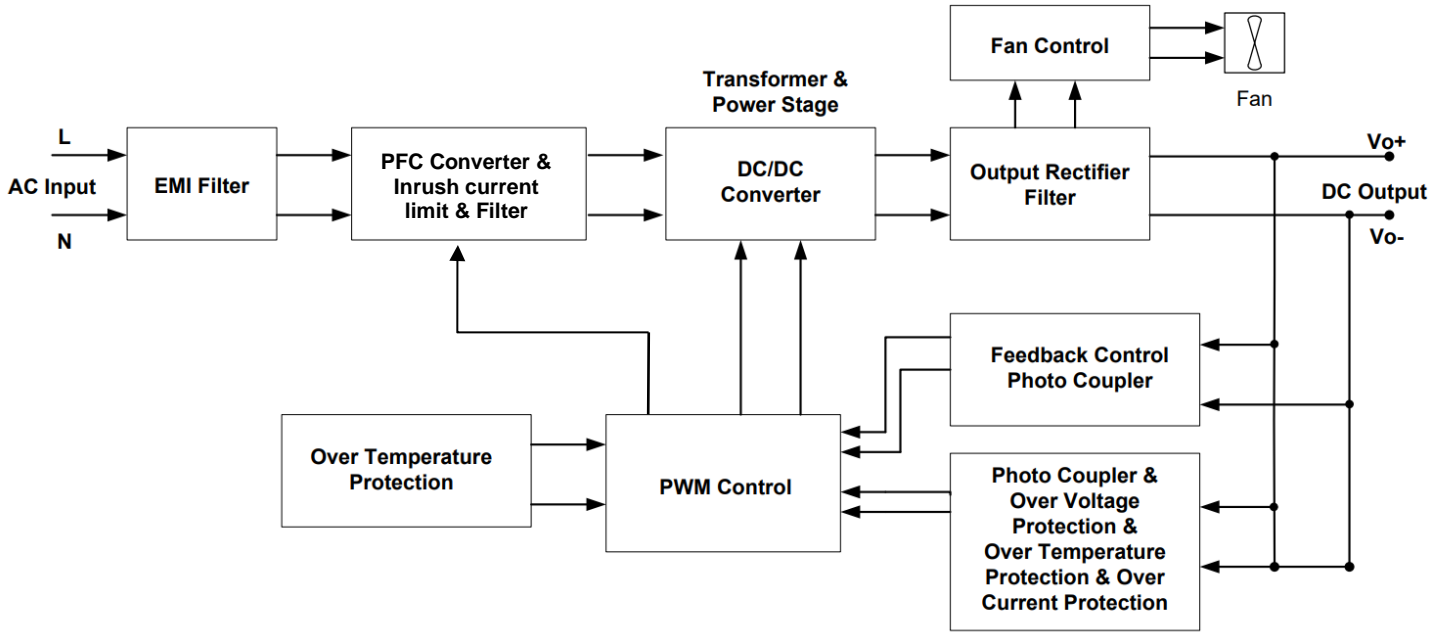 Fan Control
Fan
Transformer &
Power Stage
L
AC Input
N
EMI Filter
PFC Converter &
Inrush current
limit & Filter
DC/DC
Converter
Output Rectifier
Filter
Vo+
DC Output
Vo-
Feedback Control
Photo Coupler
Over Temperature
Protection
PWM Control
Photo Coupler &
Over Voltage
Protection &
Over Temperature
Protection & Over
Current Protection